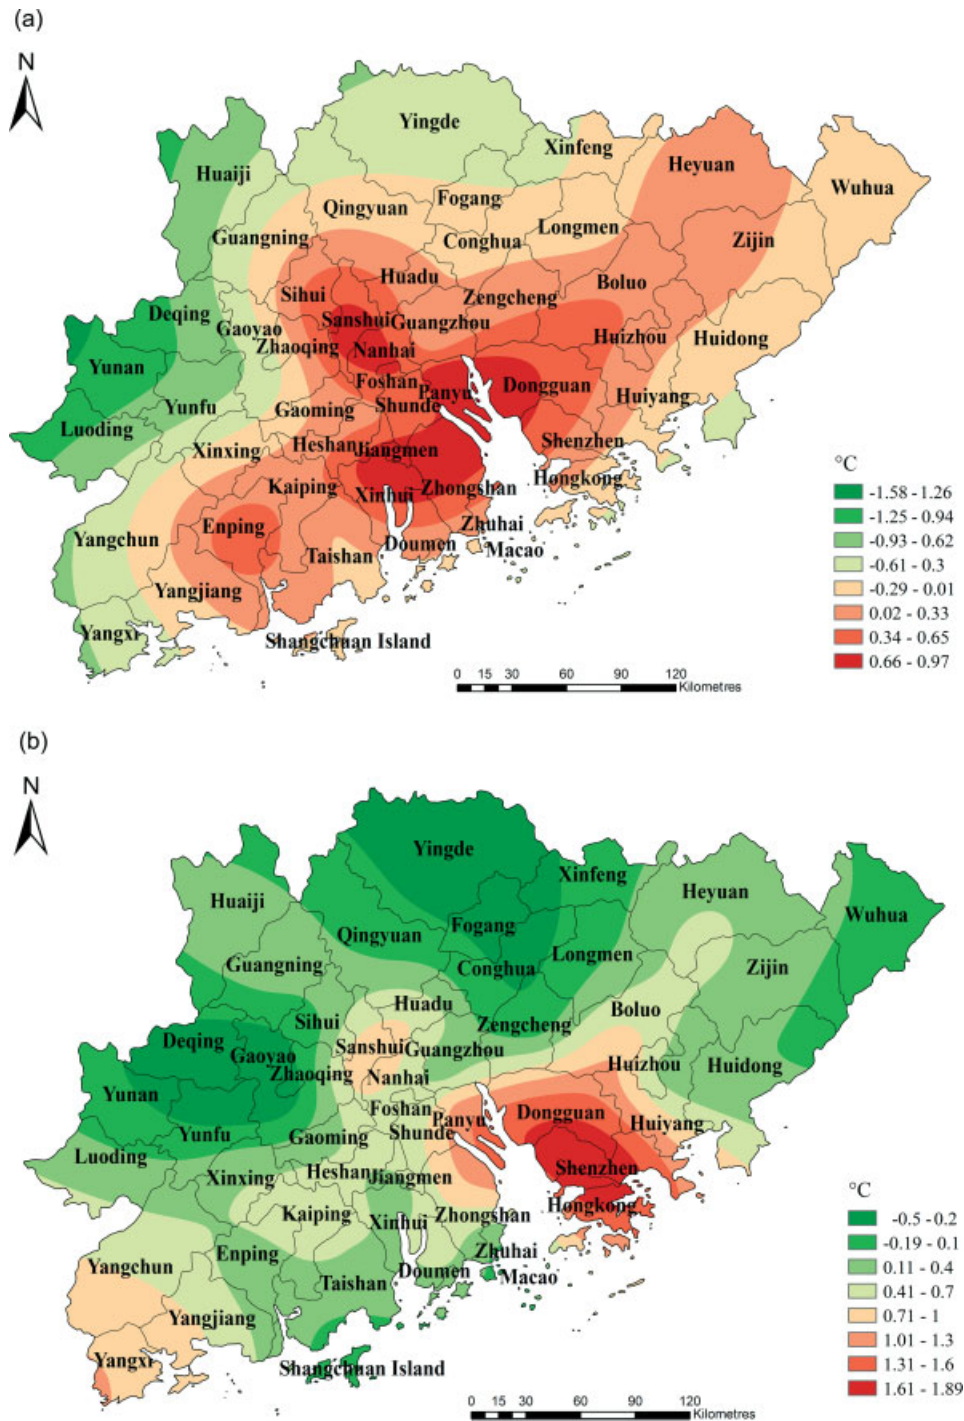 (a)
N
Yingde
Xinfeng
Huaiji
Heyuan
Wuhua
Qingyuan
Fogang
Longmen
Guangning
Conghua
Zijin
Huadu
Boluo
Sihui
Zengcheng
Deqing
Gaoyao
Sanshui
Guangzhou
Huizhou
Huidong
Zhaoqing
Nanhai
Yunan
Foshan
Panyu
Dongguan
Yunfu
Gaoming
Shunde
Huiyang
Luoding
Xinxing
Heshan
Jiangmen
Shenzhen
Kaiping
Xinhui
Zhongshan
Hongkong
°C
Enping
Zhuhai
-1.58 - 1.26
Yangchun
Taishan
Doumen
Macao
-1.25 - 0.94
-0.93 - 0.62
-0.61 - 0.3
Yangjiang
-0.29 - 0.01
0.02 - 0.33
Yangxi
Shangchuan Island
0.34 - 0.65
0.66 - 0.97
0 15 30 60 90 120
Kilometres
(b)
N
Yingde
Xinfeng
Huaiji
Heyuan
Wuhua
Qingyuan
Fogang
Longmen
Guangning
Conghua
Zijin
Huadu
Boluo
Sihui
Zengcheng
Deqing
Gaoyao
Sanshui
Guangzhou
Huizhou
Huidong
Zhaoqing
Nanhai
Yunan
Foshan
Panyu
Dongguan
Yunfu
Gaoming
Shunde
Huiyang
Luoding
Xinxing
Heshan
Jiangmen
Shenzhen
Kaiping
Xinhui
Zhongshan
Hongkong
°C
Enping
Zhuhai
-0.5 - 0.2
Yangchun
Taishan
Doumen
Macao
-0.19 - 0.1
0.11 - 0.4
0.41 - 0.7
Yangjiang
0.71 - 1
1.01 - 1.3
Yangxi
Shangchuan Island
1.31 - 1.6
1.61 - 1.89
0 15 30 60 90 120
Kilometres